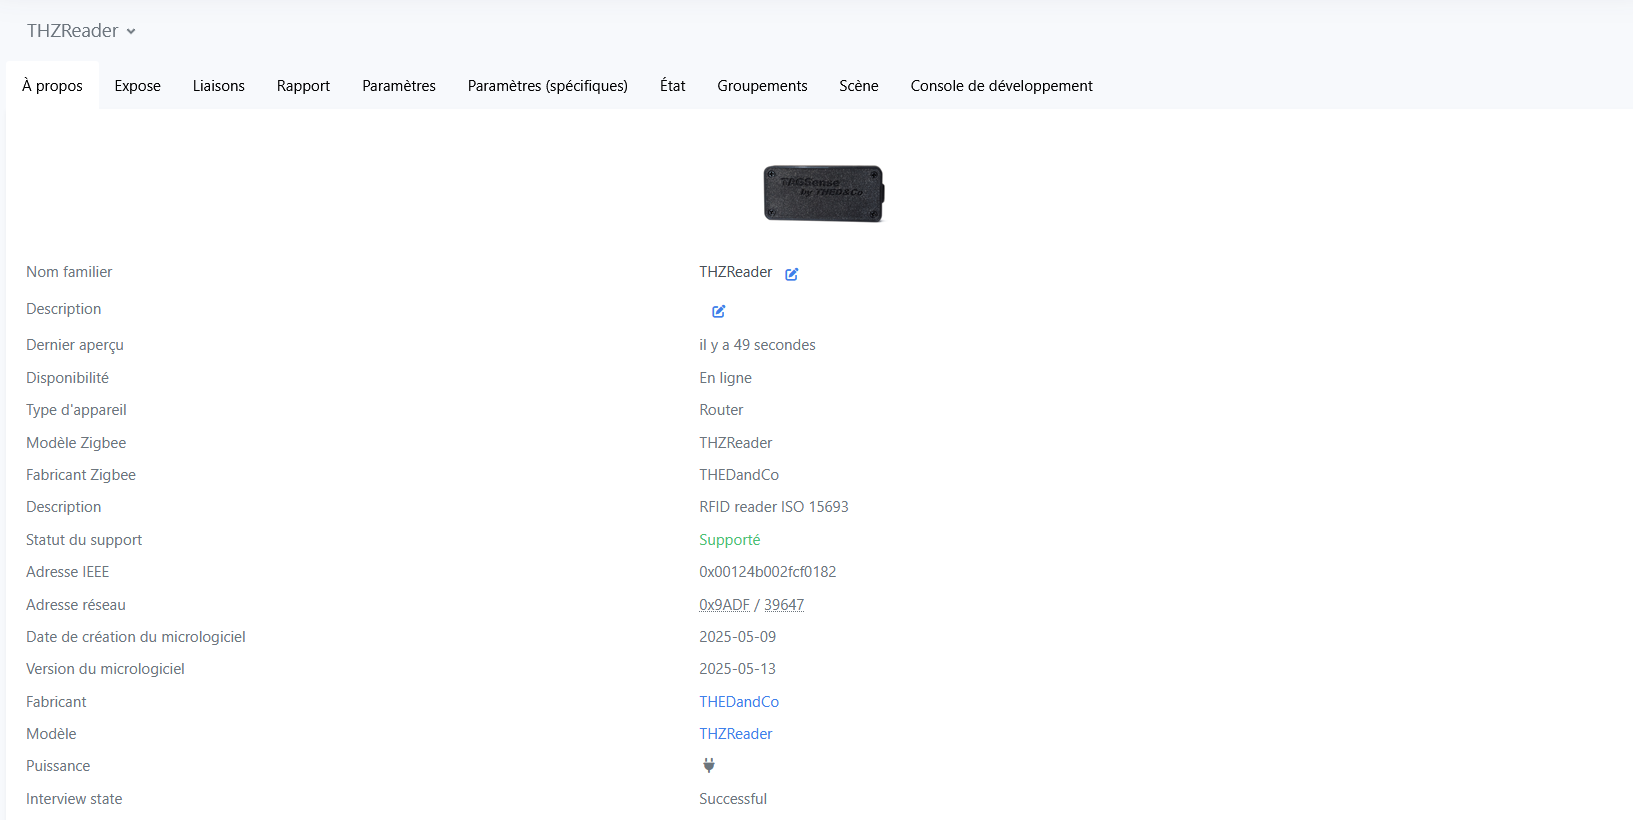 THZReader
À propos Expose Liaisons Rapport Paramètres Paramètres (spécifiques) État Groupements Scène Console de développement
TAGSense
by THED&Co
Nom familier THZReader
Description
Dernier aperçu il y a 49 secondes
Disponibilité En ligne
Type d'appareil Router
Modèle Zigbee THZReader
Fabricant Zigbee THEDandCo
Description RFID reader ISO 15693
Statut du support Supporté
Adresse IEEE 0x00124b002fcf0182
Adresse réseau 0x9ADF / 39647
Date de création du micrologiciel 2025-05-09
Version du micrologiciel 2025-05-13
Fabricant THEDandCo
Modèle THZReader
Puissance
Interview state Successful